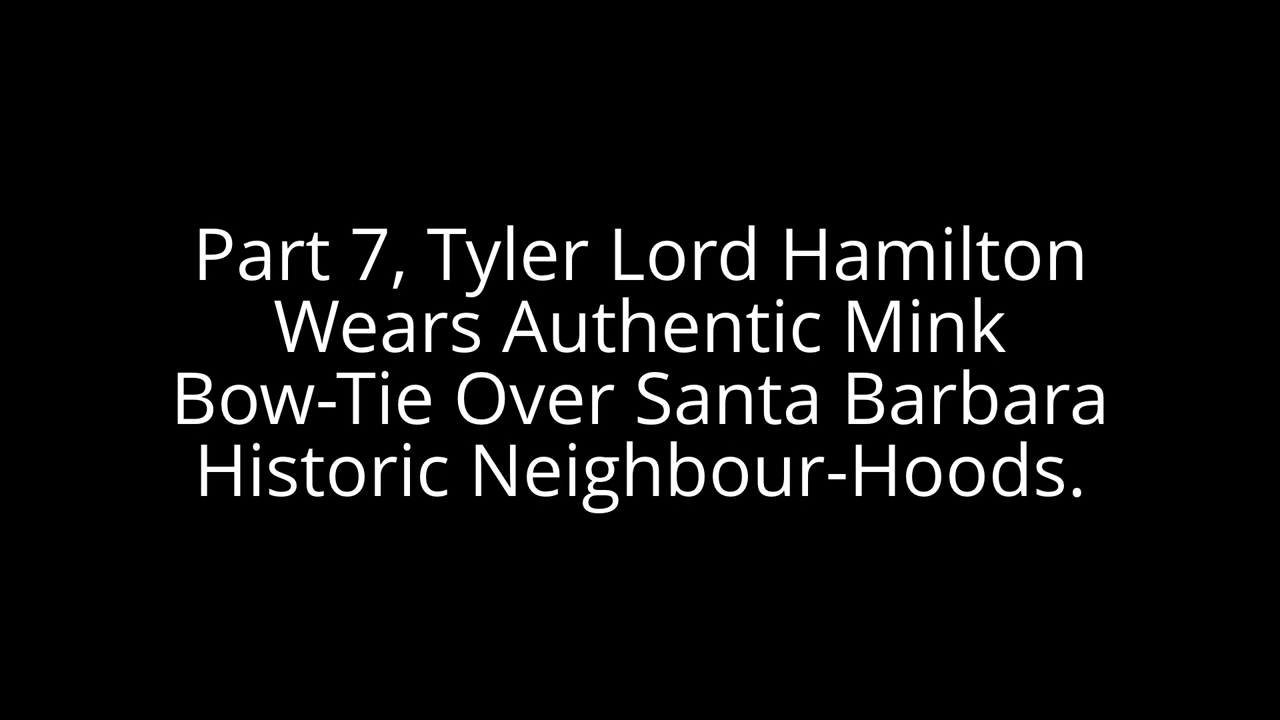 Part 7, Tyler Lord Hamilton
Wears Authentic Mink
Bow-Tie Over Santa Barbara
Historic Neighbour-Hoods.